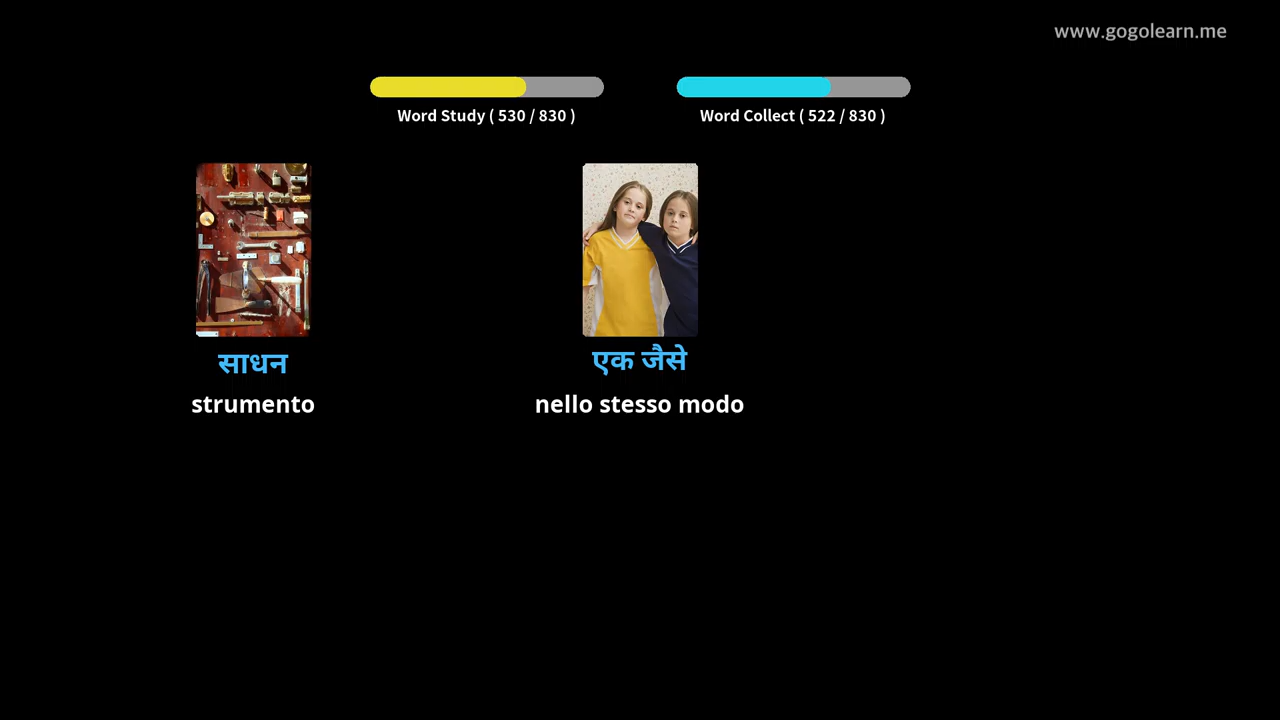 www.gogolearn.me
Word Study ( 530 / 830 )
Word Collect ( 522 / 830 )
साधन
strumento
एक जैसे
nello stesso modo